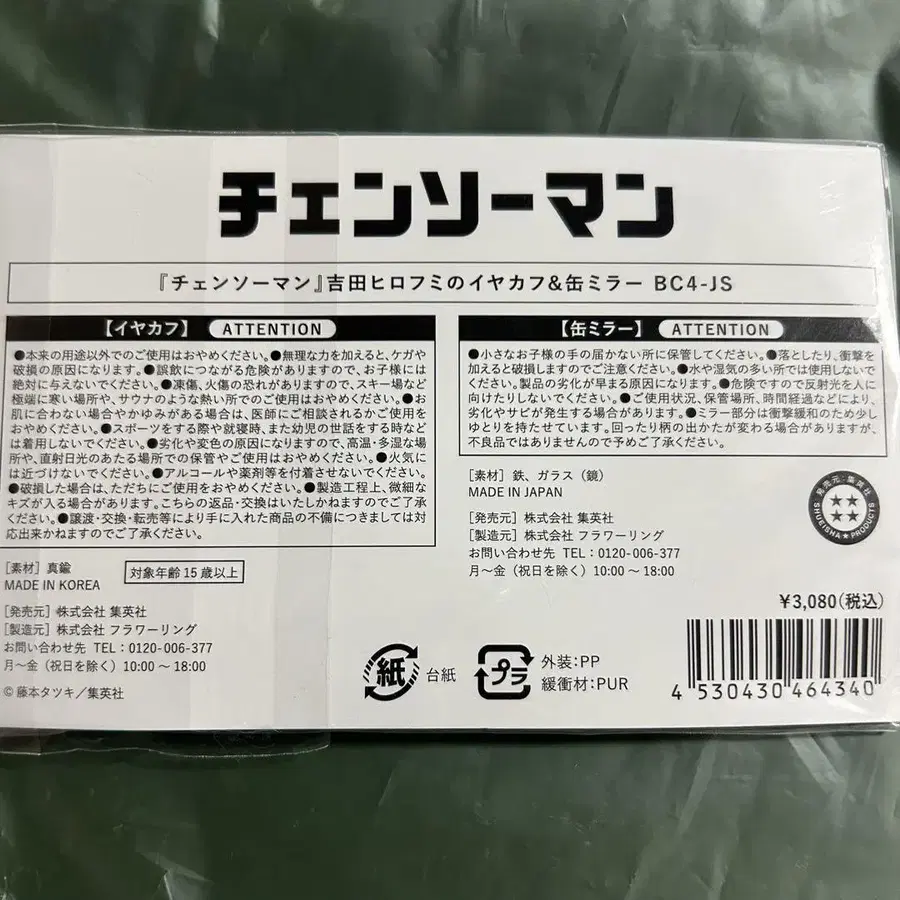 チェンソーマン
『チェンソーマン』吉田ヒロフミのイヤカフ&缶ミラー BC4-JS
【イヤカフ】 ATTENTION
●本来の用途以外でのご使用はおやめください。●無理な力を加えると、ケガや
破損の原因になります。●誤飲につながる危険がありますので、お子様には
絶対に与えないでください。●凍傷、火傷の恐れがありますので、スキー場など
極端に寒い場所や、サウナのような熱い所でのご使用はおやめください。●お
肌に合わない場合やかゆみがある場合は、医師にご相談されるかご使用を
おやめください。●スポーツをする際や就寝時、また幼児の世話をする時など
は着用しないでください。●劣化や変色の原因になりますので、高温・多湿な場
所や、直射日光のあたる場所での保管やご使用はおやめください。●火気に
は近づけないでください。●アルコールや薬剤等を付着させないでください。
●破損した場合は、ただちにご使用をおやめください。●製造工程上、微細な
キズが入る場合があります。こちらの返品・交換はいたしかねますのでご了承
ください。●譲渡・交換・転売等により手に入れた商品の不備につきましては対
応出来かねますのでご了承ください。
[素材] 真鍮
MADE IN KOREA
対象年齢15歳以上
[発売元] 株式会社 集英社
[製造元] 株式会社 フラワーリング
お問い合わせ先 TEL：0120-006-377
月〜金（祝日を除く）10:00 〜 18:00
©藤本タツキ／集英社
【缶ミラー】 ATTENTION
●小さなお子様の手の届かない所に保管してください。●落としたり、衝撃を
加えると破損しますのでご注意ください。●水や湿気の多い所では使用しないで
ください。製品の劣化が早まる原因になります。●危険ですので反射光を人に
向けたりしないでください。●ご使用状況、保管場所、時間経過などにより、
劣化やサビが発生する場合があります。●ミラー部分は衝撃緩和のため少し
ゆとりを持たせています。回ったり柄の出かたが変わる場合がありますが、
不良品ではありませんので予めご了承ください。
[素材] 鉄、ガラス（鏡）
MADE IN JAPAN
[発売元] 株式会社 集英社
[製造元] 株式会社 フラワーリング
お問い合わせ先 TEL：0120-006-377
月〜金（祝日を除く）10:00 〜 18:00
発売元・集英社
SHUEISHA★PRODUCTS
¥3,080(税込)
紙
台紙
プラ
外装：PP
緩衝材：PUR
4 530430 464340